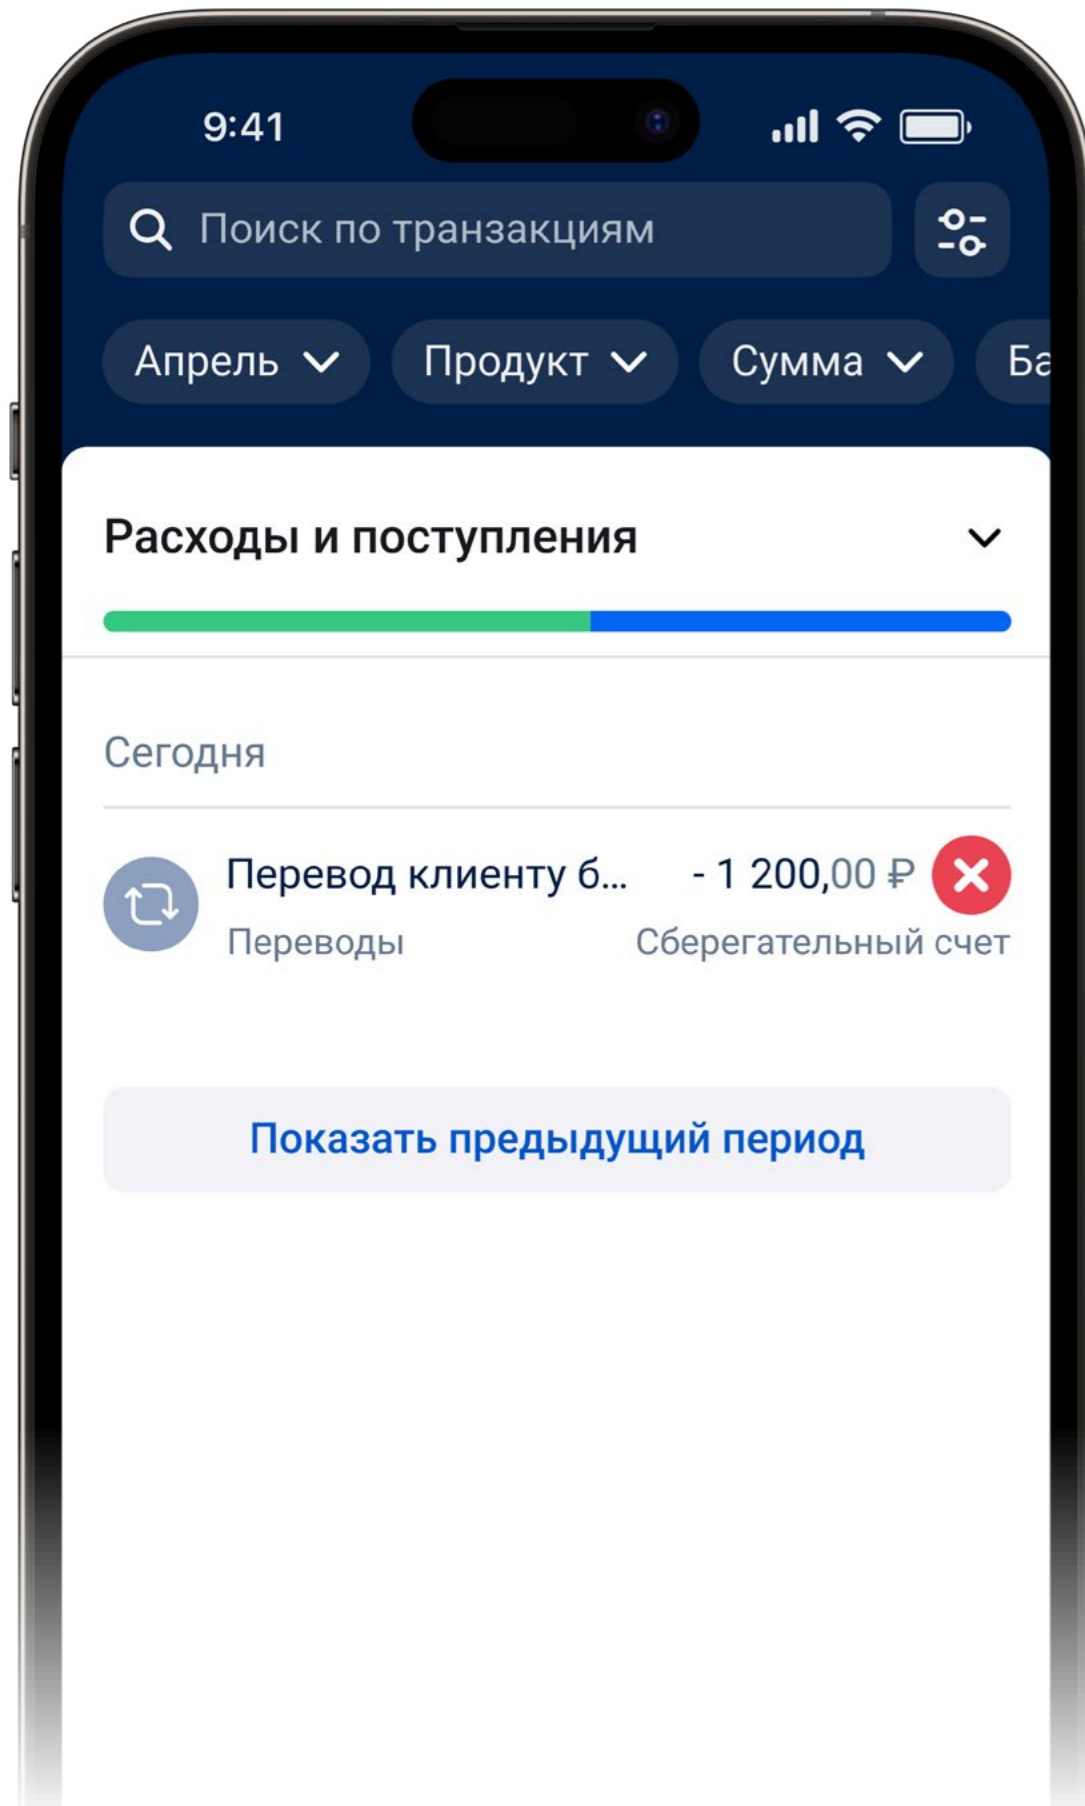 9:41
Поиск по транзакциям
Апрель Продукт Сумма Ба
Расходы и поступления
Сегодня
Перевод клиенту б... - 1 200,00 ₽
Переводы Сберегательный счет
Показать предыдущий период